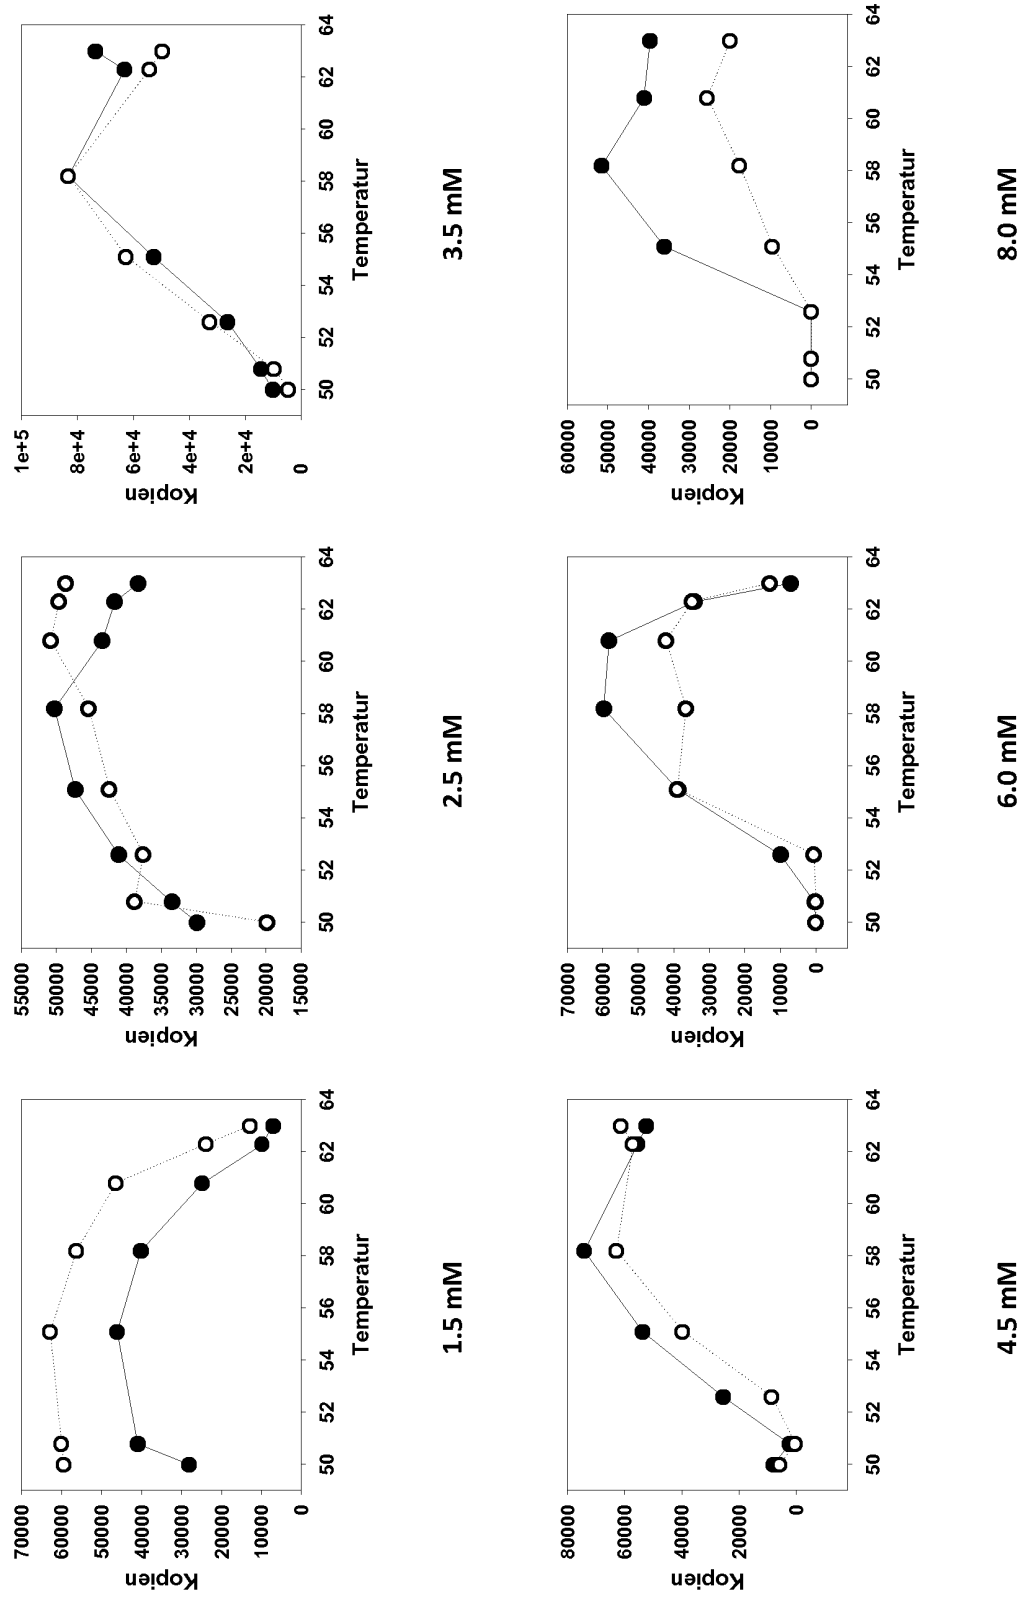 70000
60000
50000
40000
30000
20000
10000
0
Kopien
50 52 54 56 58 60 62 64
Temperatur
1.5 mM
55000
50000
45000
40000
35000
30000
25000
20000
15000
Kopien
50 52 54 56 58 60 62 64
Temperatur
2.5 mM
1e+5
8e+4
6e+4
4e+4
2e+4
0
Kopien
50 52 54 56 58 60 62 64
Temperatur
3.5 mM
80000
60000
40000
20000
0
Kopien
50 52 54 56 58 60 62 64
Temperatur
4.5 mM
70000
60000
50000
40000
30000
20000
10000
0
Kopien
50 52 54 56 58 60 62 64
Temperatur
6.0 mM
60000
50000
40000
30000
20000
10000
0
Kopien
50 52 54 56 58 60 62 64
Temperatur
8.0 mM